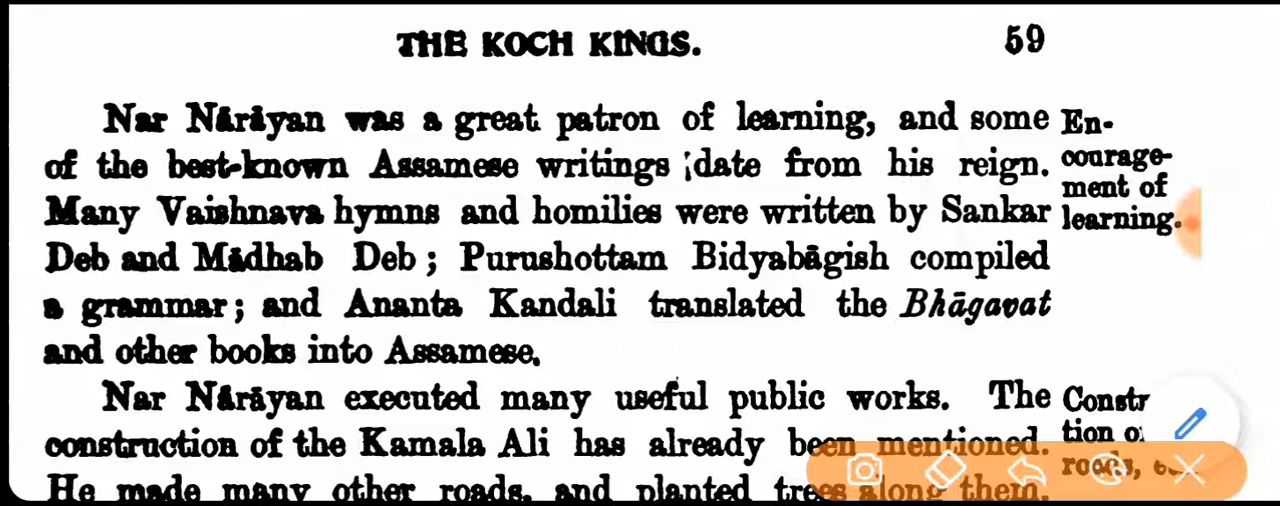 THE KOCH KINGS. 59
Nar Nārāyan was a great patron of learning, and some
of the best-known Assamese writings date from his reign.
Many Vaishnava hymns and homilies were written by Sankar
Deb and Mādhab Deb; Purushottam Bidyabāgish compiled
a grammar; and Ananta Kandali translated the Bhāgavat
and other books into Assamese.
En-
courage-
ment of
learning.
Nar Nārāyan executed many useful public works. The
construction of the Kamala Ali has already been mentioned.
He made many other roads, and planted trees along them.
Constr
tion o
roads,